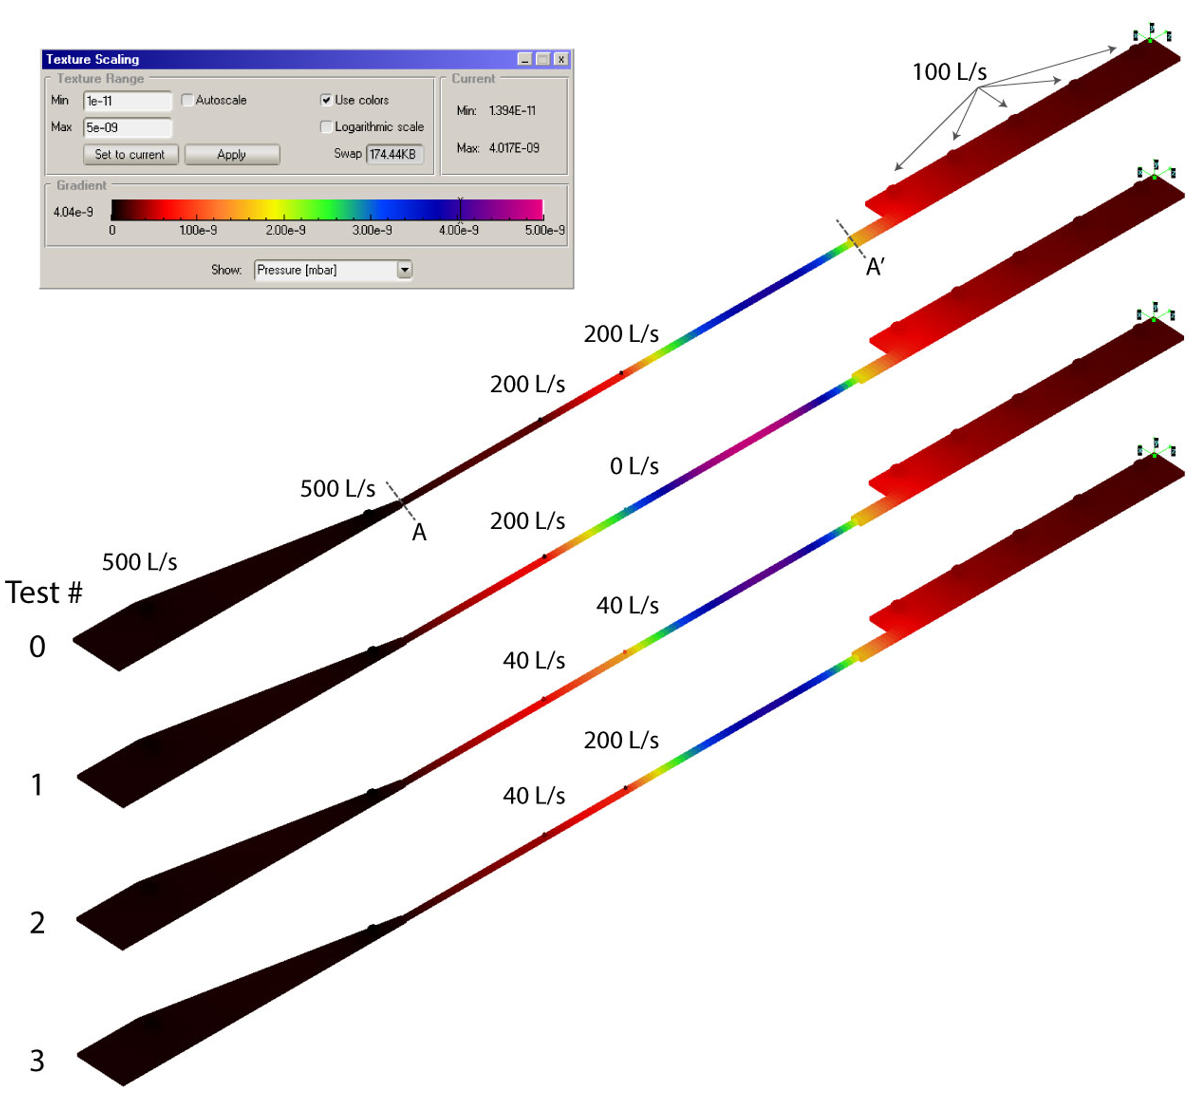 Texture Scaling
Texture Range
Min 1e-11 Autoscale Use colors
Max 5e-09 Logarithmic scale
Set to current Apply Swap 174.44KB
Current
Min: 1.394E-11
Max: 4.017E-09
Gradient
4.04e-9
0 1.00e-9 2.00e-9 3.00e-9 4.00e-9 5.00e-9
Show: Pressure [mbar]
100 L/s
A’
200 L/s
200 L/s
500 L/s
A
500 L/s
Test #
0
0 L/s
200 L/s
1
40 L/s
40 L/s
2
200 L/s
40 L/s
3